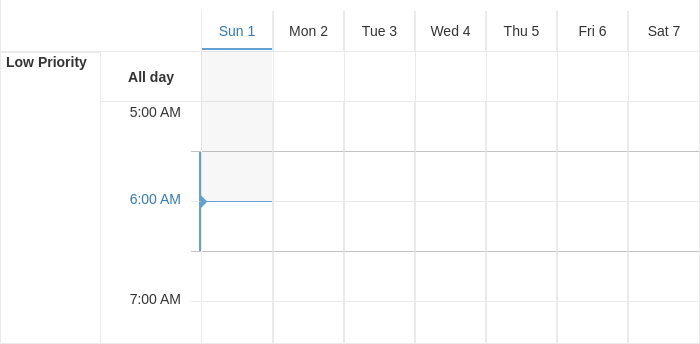 Sun 1 Mon 2 Tue 3 Wed 4 Thu 5 Fri 6 Sat 7
Low Priority
All day
5:00 AM
6:00 AM
7:00 AM